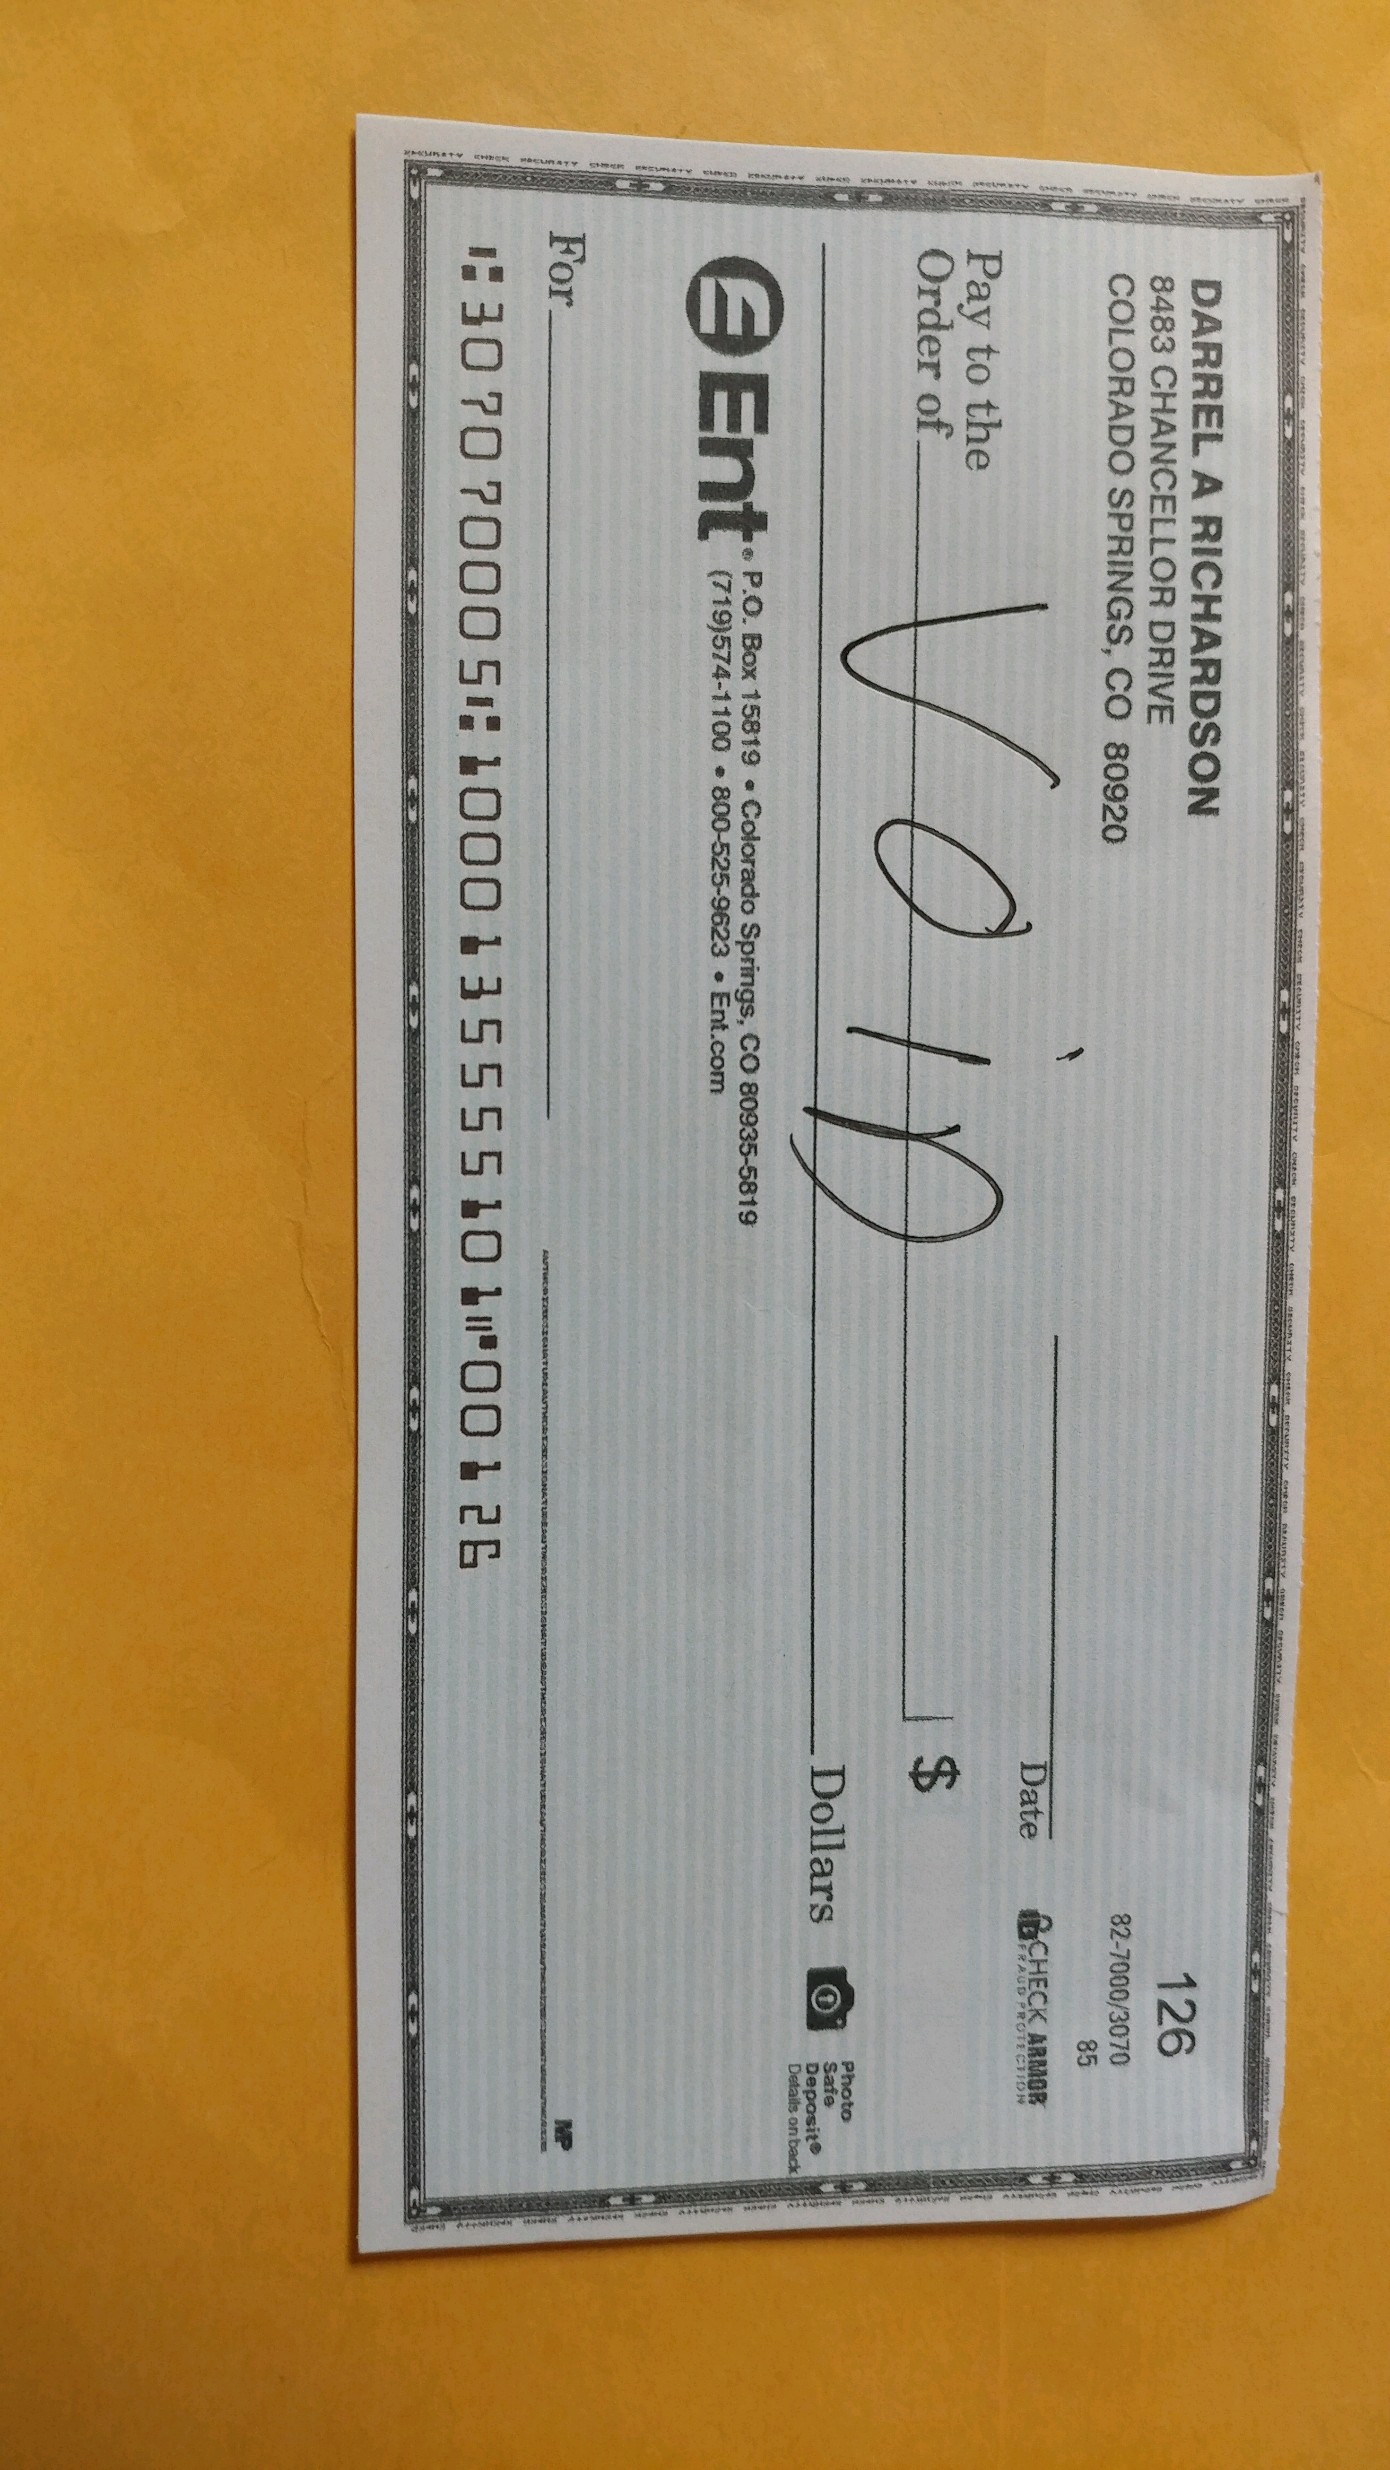 DARREL A RICHARDSON
8483 CHANCELLOR DRIVE
COLORADO SPRINGS, CO 80920
126
82-7000/3070
85
Date
CHECK ARMOR
FRAUD PROTECTION
Pay to the
Order of
VOiD
$
Dollars
Photo
Safe
Deposit®
Details on back
Ent®
P.O. Box 15819 • Colorado Springs, CO 80935-5819
(719)574-1100 • 800-525-9623 • Ent.com
For
MP
⑆307070005⑆1000135555101⑈00126